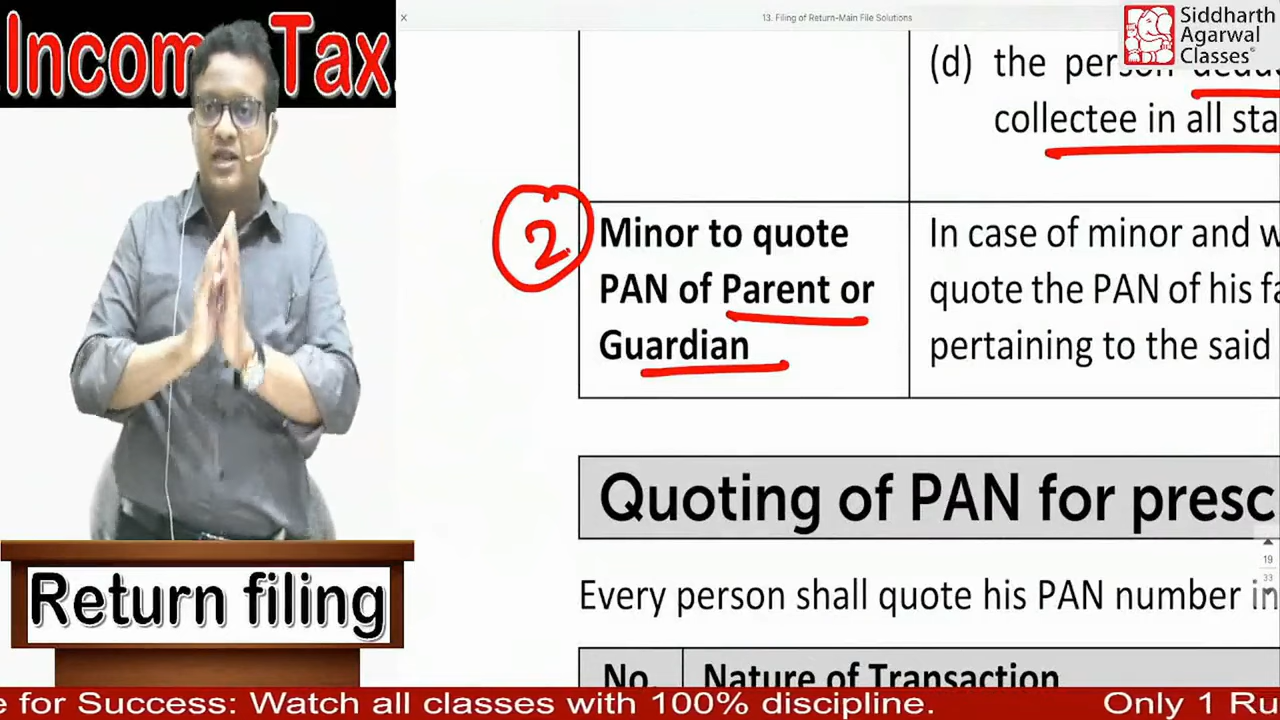 Income Tax.
13. Filing of Return-Main File Solutions
Siddharth
Agarwal
Classes
(d) the person
collectee in all sta
2
Minor to quote
PAN of Parent or
Guardian
In case of minor and w
quote the PAN of his fa
pertaining to the said
Quoting of PAN for presc
Every person shall quote his PAN number in
No.
Nature of Transaction
19
33
Return filing
e for Success: Watch all classes with 100% discipline.
Only 1 Ru